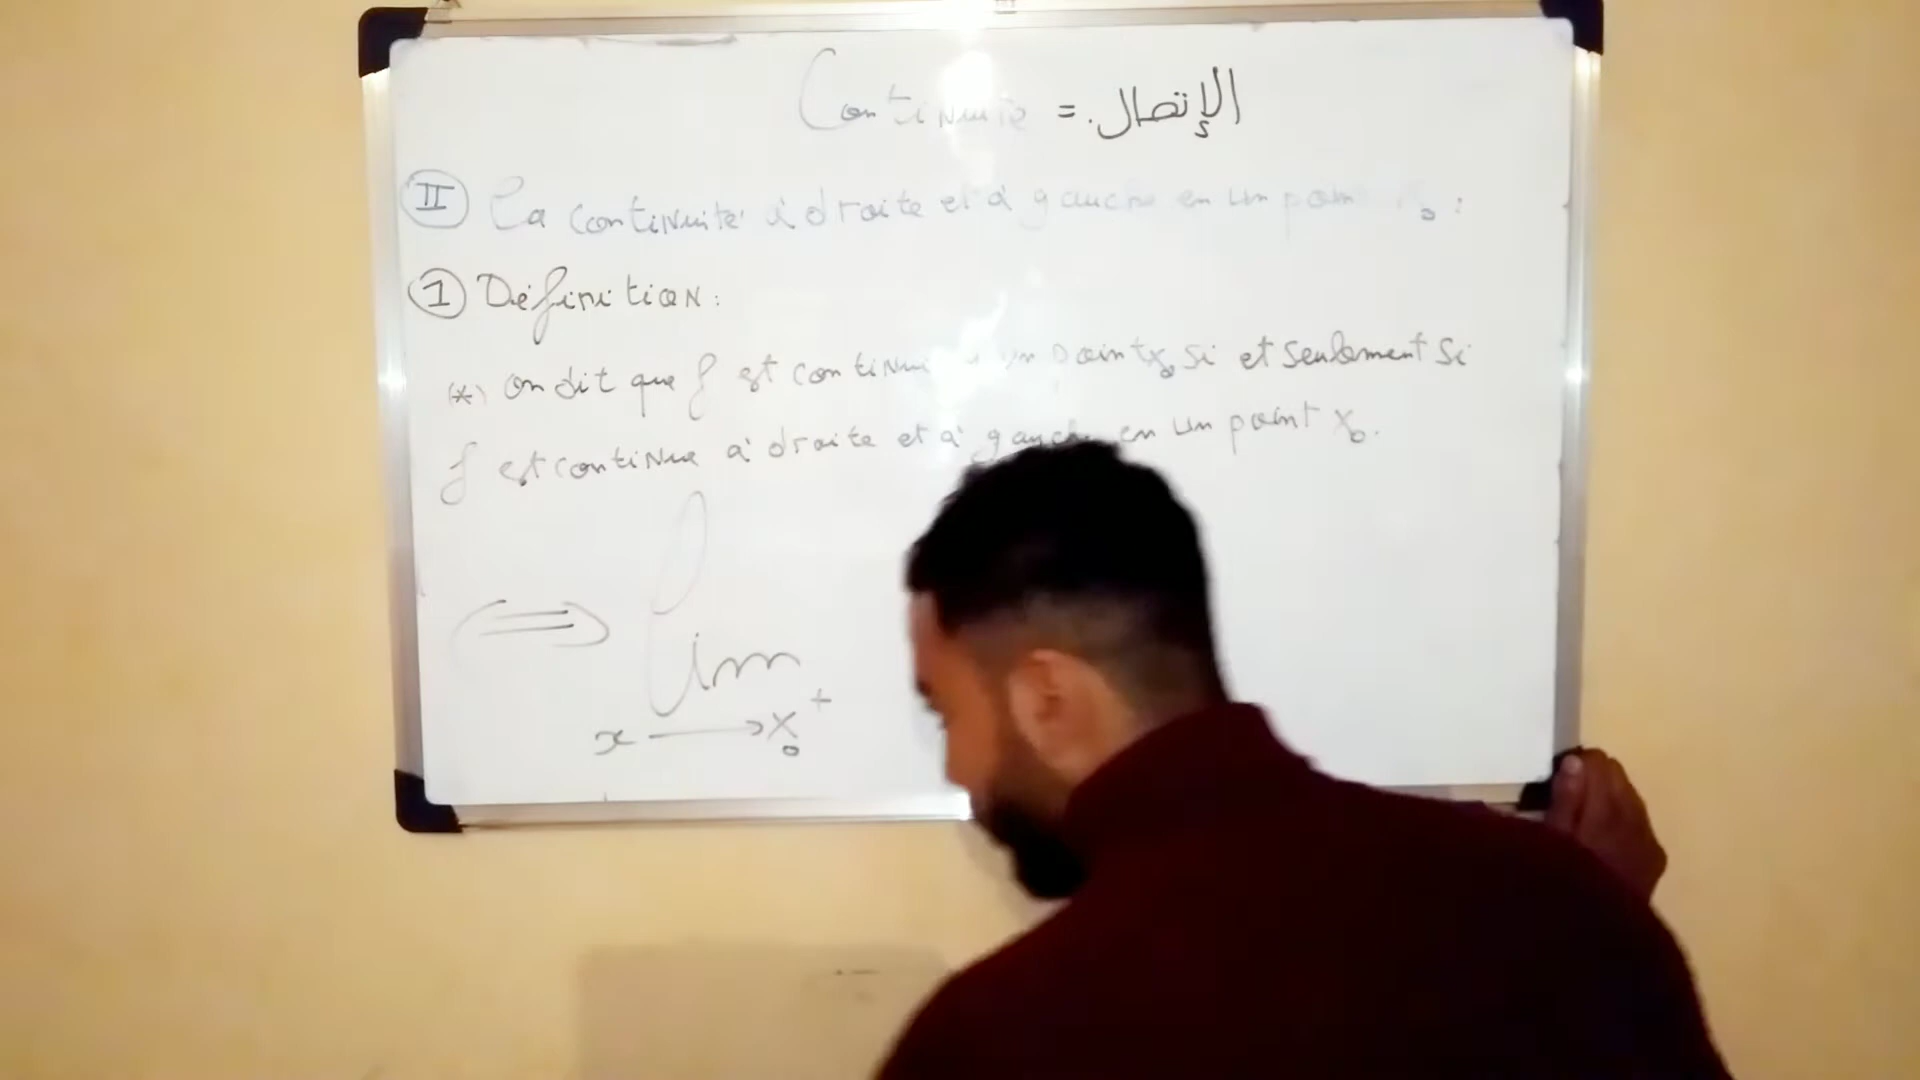 Continuité = الإتصال.
II La continuité à droite et à gauche en un point x₀ :
1 Définition:
(*) on dit que f est continue un point x₀ si et seulement si
f est continue à droite et à gauche en un point x₀.
⟺ lim
x → x₀⁺